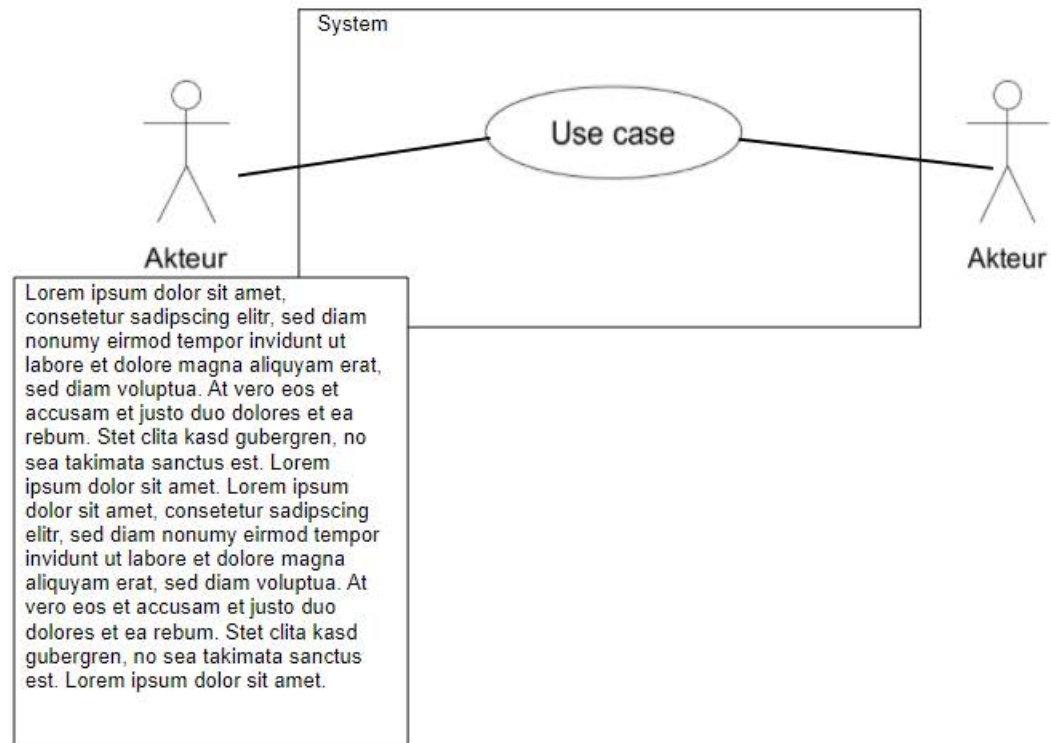 System
Use case
Akteur
Akteur
Lorem ipsum dolor sit amet,
consetetur sadipscing elitr, sed diam
nonumy eirmod tempor invidunt ut
labore et dolore magna aliquyam erat,
sed diam voluptua. At vero eos et
accusam et justo duo dolores et ea
rebum. Stet clita kasd gubergren, no
sea takimata sanctus est. Lorem
ipsum dolor sit amet. Lorem ipsum
dolor sit amet, consetetur sadipscing
elitr, sed diam nonumy eirmod tempor
invidunt ut labore et dolore magna
aliquyam erat, sed diam voluptua. At
vero eos et accusam et justo duo
dolores et ea rebum. Stet clita kasd
gubergren, no sea takimata sanctus
est. Lorem ipsum dolor sit amet.